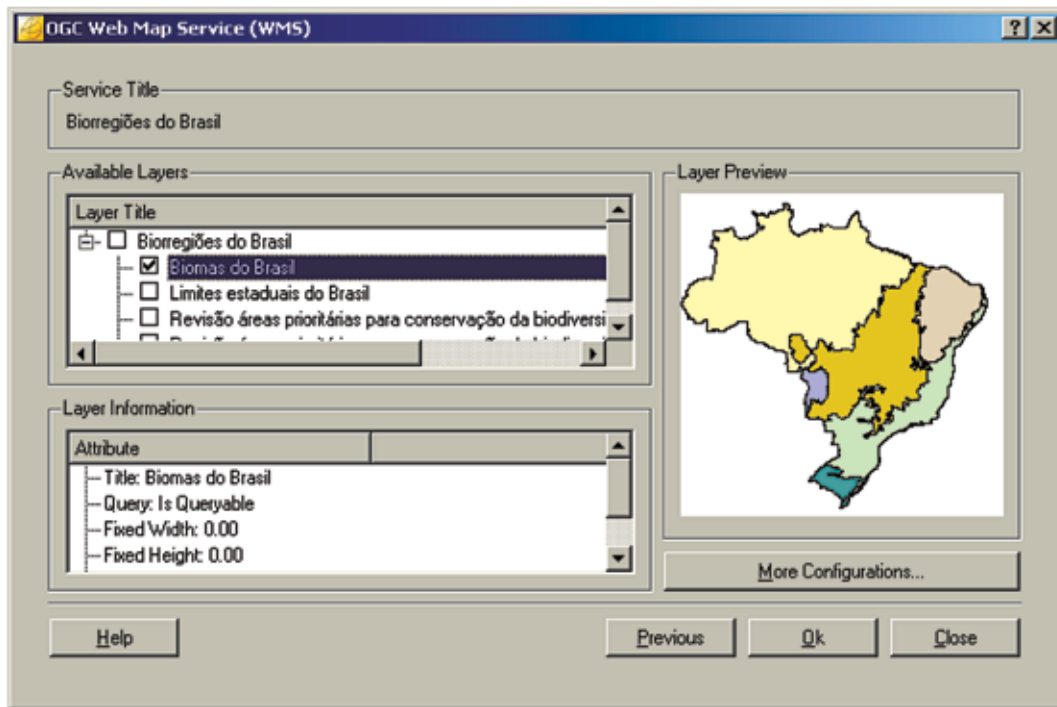 OGC Web Map Service (WMS)
Service Title
Biorregiões do Brasil
Available Layers
Layer Title
Biorregiões do Brasil
Biomas do Brasil
Limites estaduais do Brasil
Revisão áreas prioritárias para conservação da biodiversi
Layer Preview
Layer Information
Attribute
Title: Biomas do Brasil
Query: Is Queryable
Fixed Width: 0.00
Fixed Height: 0.00
More Configurations...
Help
Previous
Ok
Close